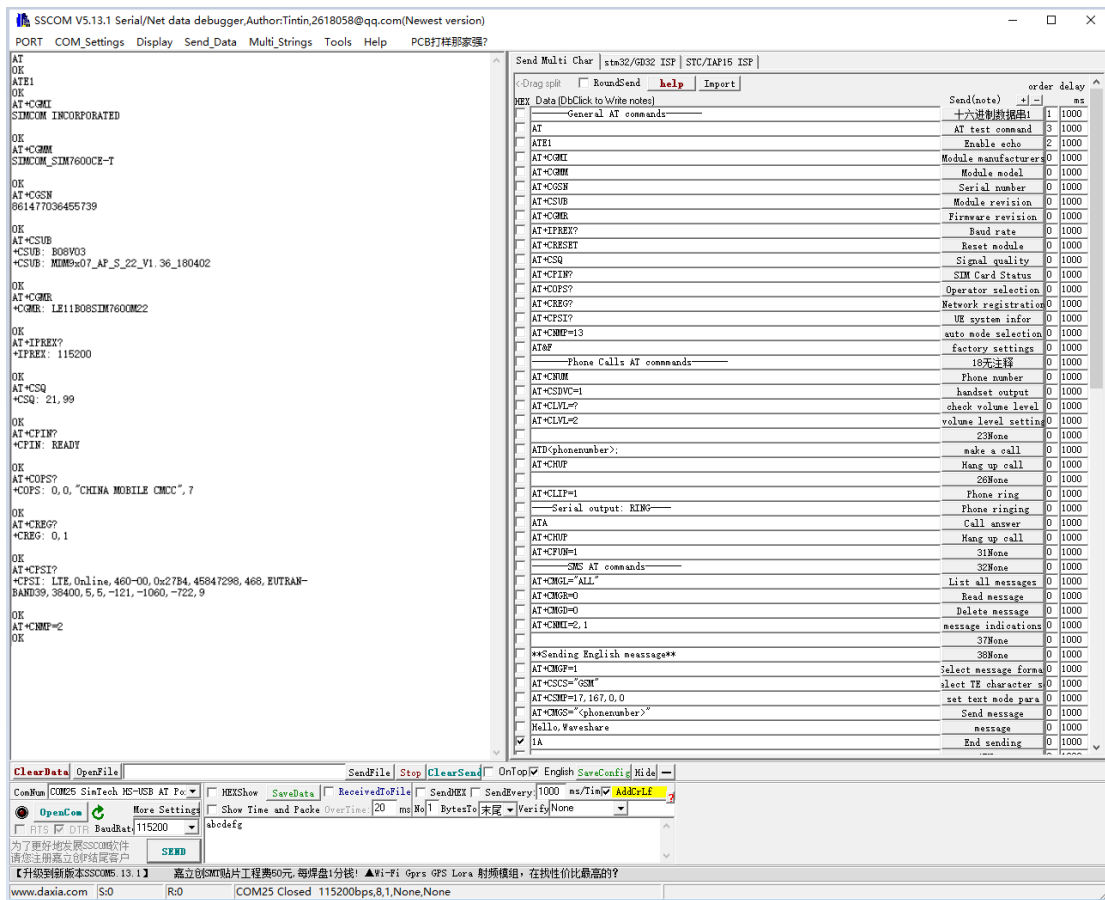 SSCOM V5.13.1 Serial/Net data debugger,Author:Tintin,2618058@qq.com(Newest version)
PORT COM_Settings Display Send_Data Multi_Strings Tools Help PCB打样那家强?
AT
OK
ATE1
OK
AT+CGMI
SIMCOM INCORPORATED
OK
AT+CGMM
SIMCOM_SIM7600CE-T
OK
AT+CGSN
861477036455739
OK
AT+CSUB
+CSUB: B08V03
+CSUB: MDM9x07_AP_S_22_V1.36_180402
OK
AT+CGMR
+CGMR: LE11B08SIM7600M22
OK
AT+IPREX?
+IPREX: 115200
OK
AT+CSQ
+CSQ: 21,99
OK
AT+CPIN?
+CPIN: READY
OK
AT+COPS?
+COPS: 0,0,"CHINA MOBILE CMCC",7
OK
AT+CREG?
+CREG: 0,1
OK
AT+CPSI?
+CPSI: LTE,Online,460-00,0x27B4,45847298,468,EUTRAN-
BAND39,38400,5,5,-121,-1060,-722,9
OK
AT+CNMP=2
OK
Send Multi Char stm32/GD32 ISP STC/IAP15 ISP
<-Drag split RoundSend help Import order delay
HEX Data(DbClick to Write notes) Send(note) + - ms
——General AT commands—— 十六进制数据串1 1 1000
AT AT test command 3 1000
ATE1 Enable echo 2 1000
AT+CGMI Module manufacturers 0 1000
AT+CGMM Module model 0 1000
AT+CGSN Serial number 0 1000
AT+CSUB Module revision 0 1000
AT+CGMR Firmware revision 0 1000
AT+IPREX? Baud rate 0 1000
AT+CRESET Reset module 0 1000
AT+CSQ Signal quality 0 1000
AT+CPIN? SIM Card Status 0 1000
AT+COPS? Operator selection 0 1000
AT+CREG? Network registration 0 1000
AT+CPSI? UE system infor 0 1000
AT+CNMP=13 auto mode selection 0 1000
AT&F factory settings 0 1000
——Phone Calls AT commmands—— 18无注释 0 1000
AT+CNUM Phone number 0 1000
AT+CSDVC=1 handset output 0 1000
AT+CLVL=? check volume level 0 1000
AT+CLVL=2 volume level setting 0 1000
23None 0 1000
ATD<phonenumber>; make a call 0 1000
AT+CHUP Hang up call 0 1000
26None 0 1000
AT+CLIP=1 Phone ring 0 1000
——Serial output: RING—— Phone ringing 0 1000
ATA Call answer 0 1000
AT+CHUP Hang up call 0 1000
AT+CFUN=1 31None 0 1000
——SMS AT commands—— 32None 0 1000
AT+CMGL="ALL" List all messages 0 1000
AT+CMGR=0 Read message 0 1000
AT+CMGD=0 Delete message 0 1000
AT+CNMI=2,1 message indications 0 1000
37None 0 1000
**Sending English meassage** 38None 0 1000
AT+CMGF=1 Select message forma 0 1000
AT+CSCS="GSM" elect TE character s 0 1000
AT+CSMP=17,167,0,0 set text mode para 0 1000
AT+CMGS="<phonenumber>" Send message 0 1000
Hello,Waveshare message 0 1000
1A End sending 0 1000
ClearData OpenFile SendFile Stop ClearSend OnTop English SaveConfig Hide —
ComNum COM25 SimTech HS-USB AT Po HEXShow SaveData ReceivedToFile SendHEX SendEvery: 1000 ms/Tim AddCrLf
OpenCom More Settings Show Time and Packe OverTime: 20 ms No 1 BytesTo 末尾 Verify None
RTS DTR BaudRat 115200 abcdefg
为了更好地发展SSCOM软件
请您注册嘉立创F结尾客户 SEND
【升级到新版本SSCOM5.13.1】 嘉立创SMT贴片工程费50元,每焊盘1分钱! ▲Wi-Fi Gprs GPS Lora 射频模组，在找性价比最高的?
www.daxia.com S:0 R:0 COM25 Closed 115200bps,8,1,None,None